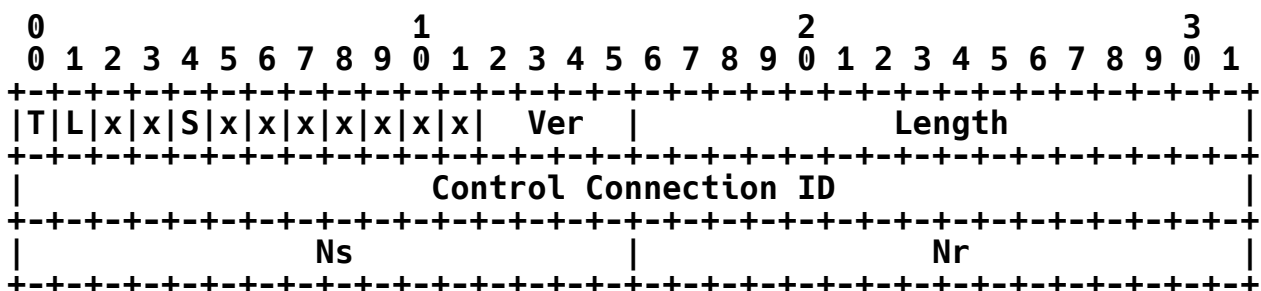 0                   1                   2                   3
 0 1 2 3 4 5 6 7 8 9 0 1 2 3 4 5 6 7 8 9 0 1 2 3 4 5 6 7 8 9 0 1
+-+-+-+-+-+-+-+-+-+-+-+-+-+-+-+-+-+-+-+-+-+-+-+-+-+-+-+-+-+-+-+-+
|T|L|x|x|S|x|x|x|x|x|x|x|  Ver  |             Length            |
+-+-+-+-+-+-+-+-+-+-+-+-+-+-+-+-+-+-+-+-+-+-+-+-+-+-+-+-+-+-+-+-+
|                     Control Connection ID                     |
+-+-+-+-+-+-+-+-+-+-+-+-+-+-+-+-+-+-+-+-+-+-+-+-+-+-+-+-+-+-+-+-+
|               Ns              |               Nr              |
+-+-+-+-+-+-+-+-+-+-+-+-+-+-+-+-+-+-+-+-+-+-+-+-+-+-+-+-+-+-+-+-+